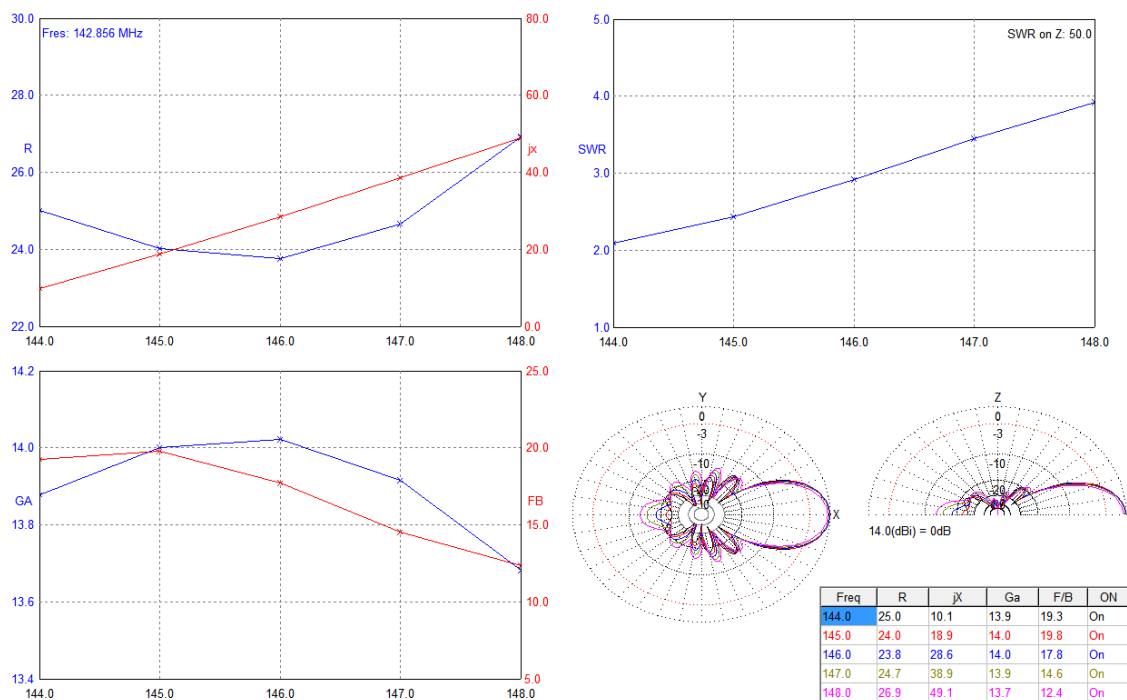 30.0 80.0
Fres: 142.856 MHz
28.0 60.0
R jx
26.0 40.0
24.0 20.0
22.0 0.0
144.0 145.0 146.0 147.0 148.0
5.0
SWR on Z: 50.0
4.0
SWR
3.0
2.0
1.0
144.0 145.0 146.0 147.0 148.0
14.2 25.0
14.0 20.0
GA FB
13.8 15.0
13.6 10.0
13.4 5.0
144.0 145.0 146.0 147.0 148.0
Y
0
-3
-10
X
Z
0
-3
-10
-20
14.0(dBi) = 0dB
Freq R jX Ga F/B ON
144.0 25.0 10.1 13.9 19.3 On
145.0 24.0 18.9 14.0 19.8 On
146.0 23.8 28.6 14.0 17.8 On
147.0 24.7 38.9 13.9 14.6 On
148.0 26.9 49.1 13.7 12.4 On